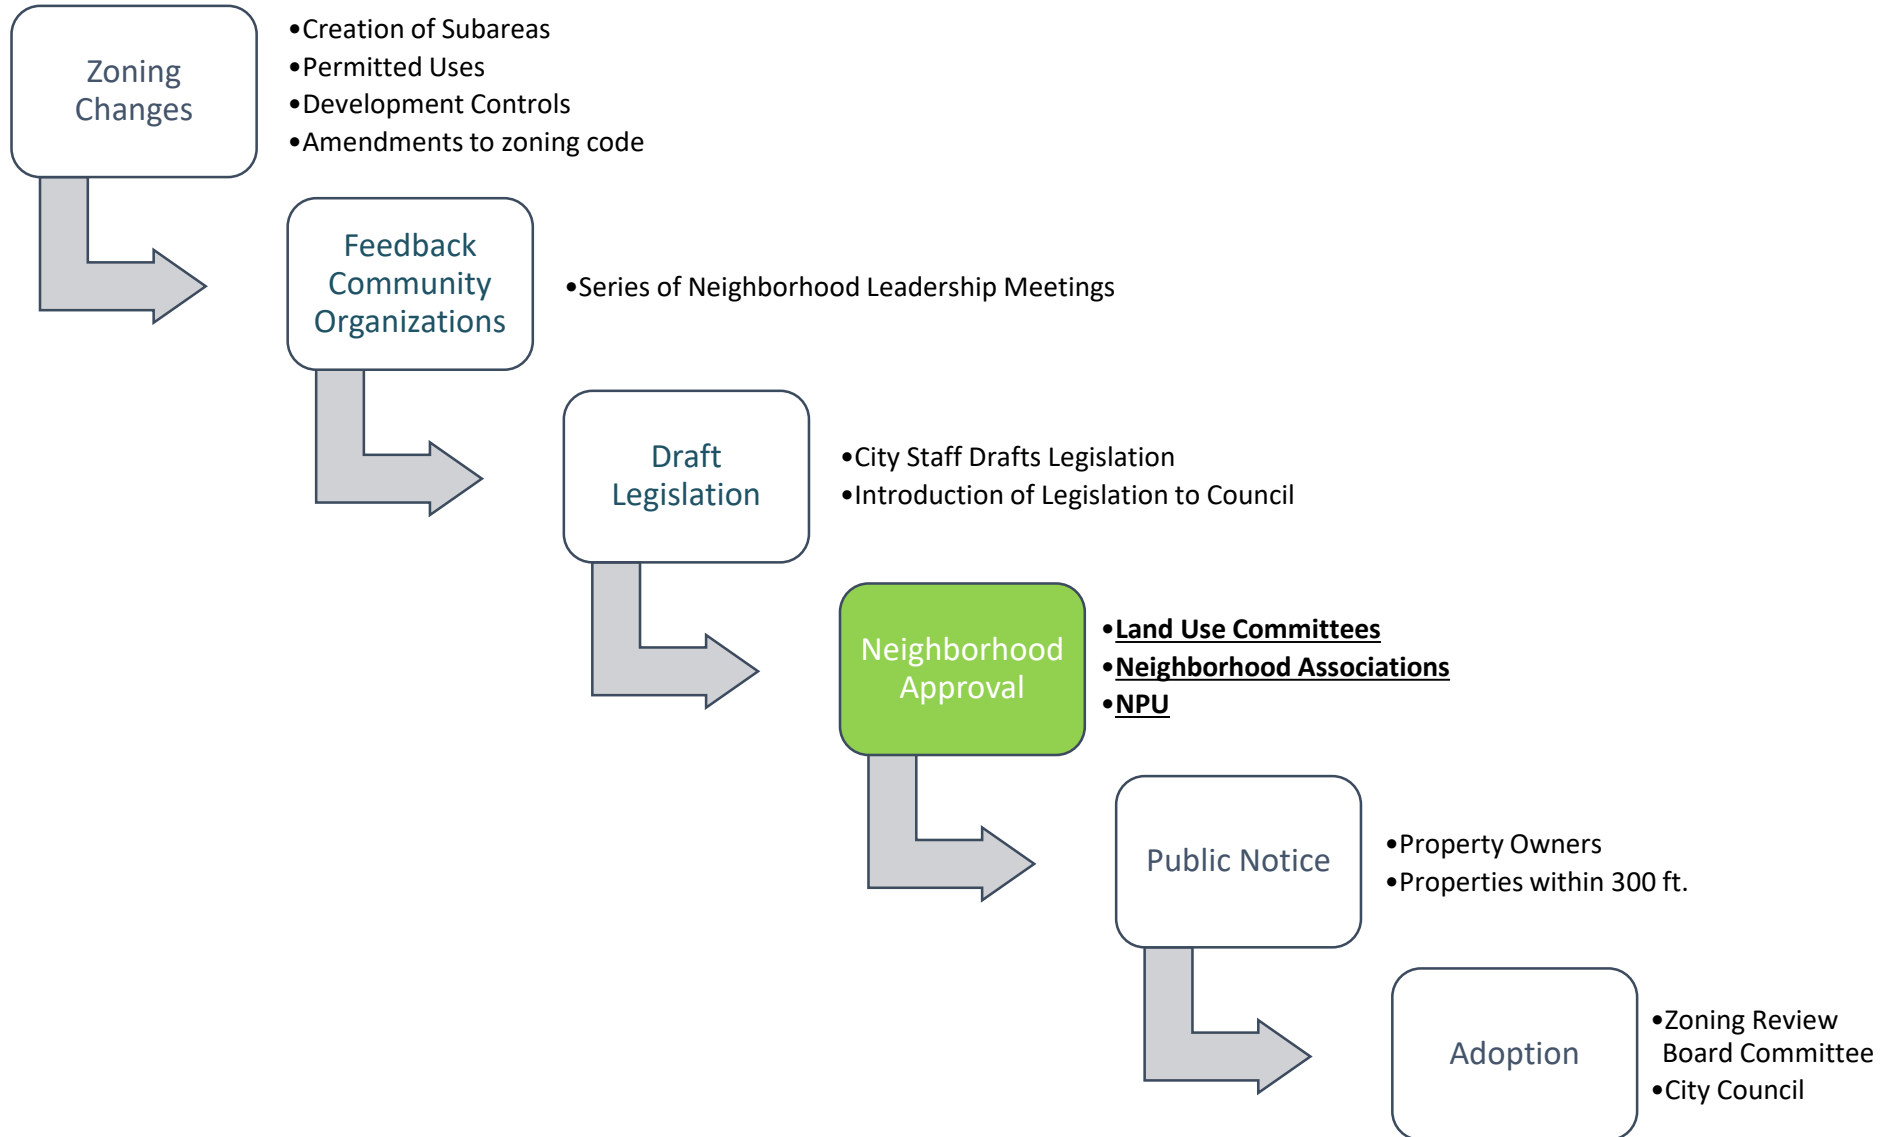 Zoning
Changes
•Creation of Subareas
•Permitted Uses
•Development Controls
•Amendments to zoning code
Feedback
Community
Organizations
•Series of Neighborhood Leadership Meetings
Draft
Legislation
•City Staff Drafts Legislation
•Introduction of Legislation to Council
Neighborhood
Approval
•Land Use Committees
•Neighborhood Associations
•NPU
Public Notice
•Property Owners
•Properties within 300 ft.
Adoption
•Zoning Review
Board Committee
•City Council